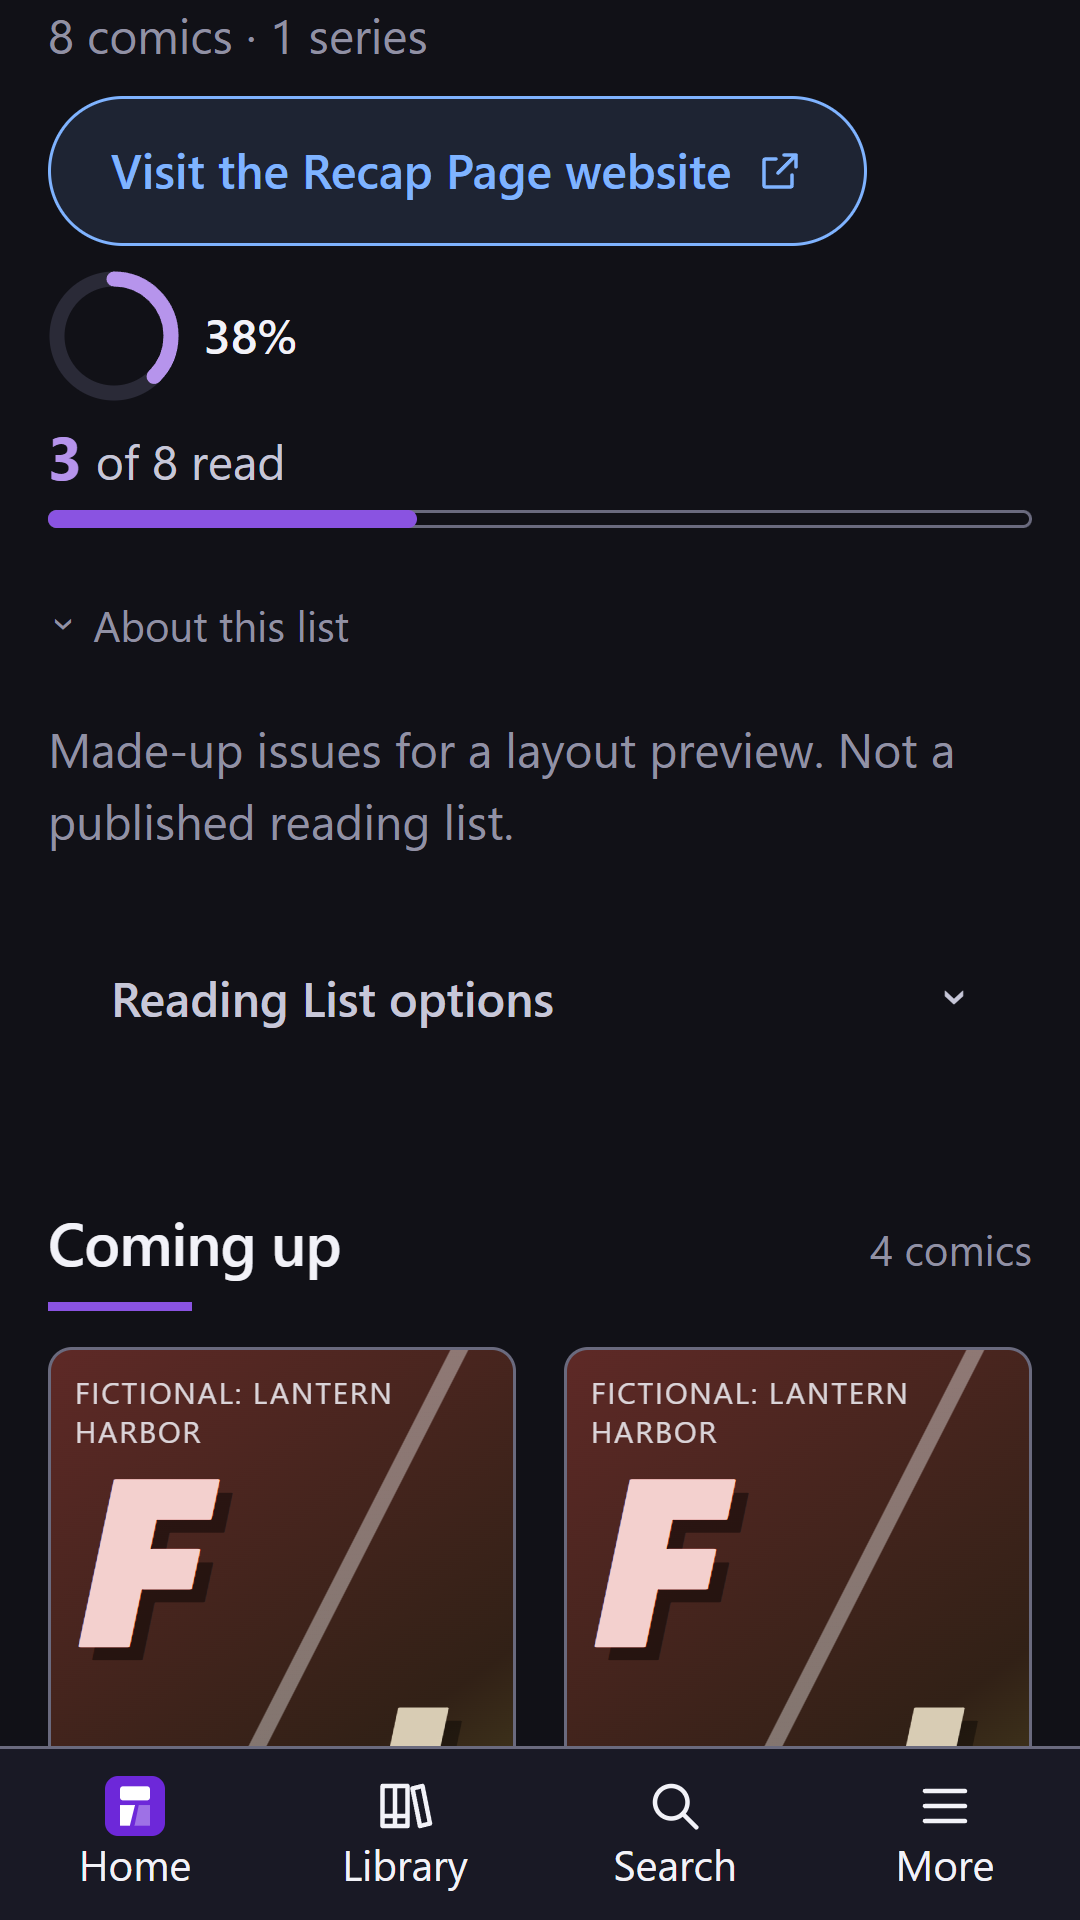 8 comics · 1 series
Visit the Recap Page website
38%
3 of 8 read
About this list
Made-up issues for a layout preview. Not a
published reading list.
Reading List options
Coming up
4 comics
FICTIONAL: LANTERN
HARBOR
F
FICTIONAL: LANTERN
HARBOR
F
Home
Library
Search
More